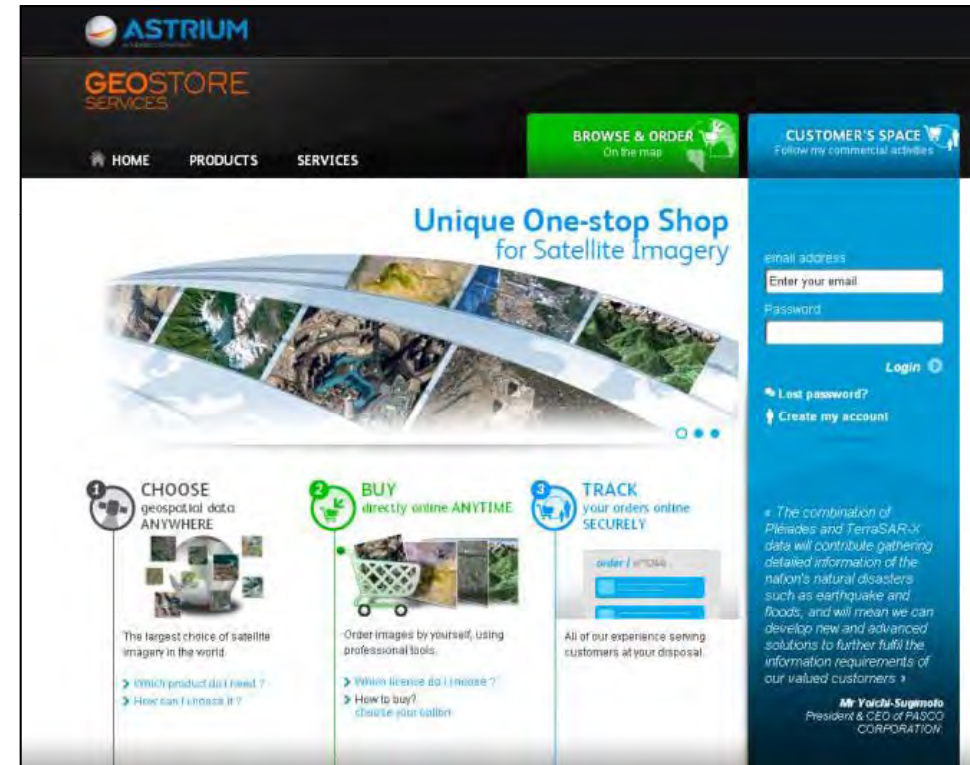 ASTRIUM
GEOSTORE
SERVICES
HOME PRODUCTS SERVICES
BROWSE & ORDER
On the map
CUSTOMER'S SPACE
Follow my commercial activities
Unique One-stop Shop
for Satellite Imagery
email address
Enter your email
Password
Login
Lost password?
Create my account
1 CHOOSE
geospatial data
ANYWHERE
The largest choice of satellite
imagery in the world.
Which product do I need ?
How can I choose it ?
2 BUY
directly online ANYTIME
Order images by yourself, using
professional tools.
Which license do I choose ?
How to buy?
choose your option
3 TRACK
your orders online
SECURELY
order /
All of our experience serving
customers at your disposal.
« The combination of
Pléiades and TerraSAR-X
data will contribute gathering
detailed information of the
nation's natural disasters
such as earthquake and
floods, and will mean we can
develop new and advanced
solutions to further fulfil the
information requirements of
our valued customers »
Mr Yoichi-Sugimoto
President & CEO of PASCO
CORPORATION